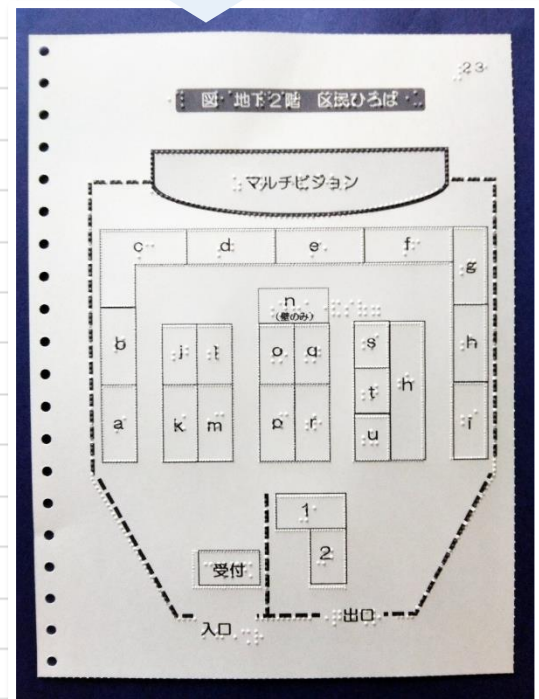 23
図 地下2階 区民ひろば
マルチビジョン
c d e f
g
n
(壁のみ)
b j l o q s h
t h
a k m p r u i
1
2
受付
入口 出口